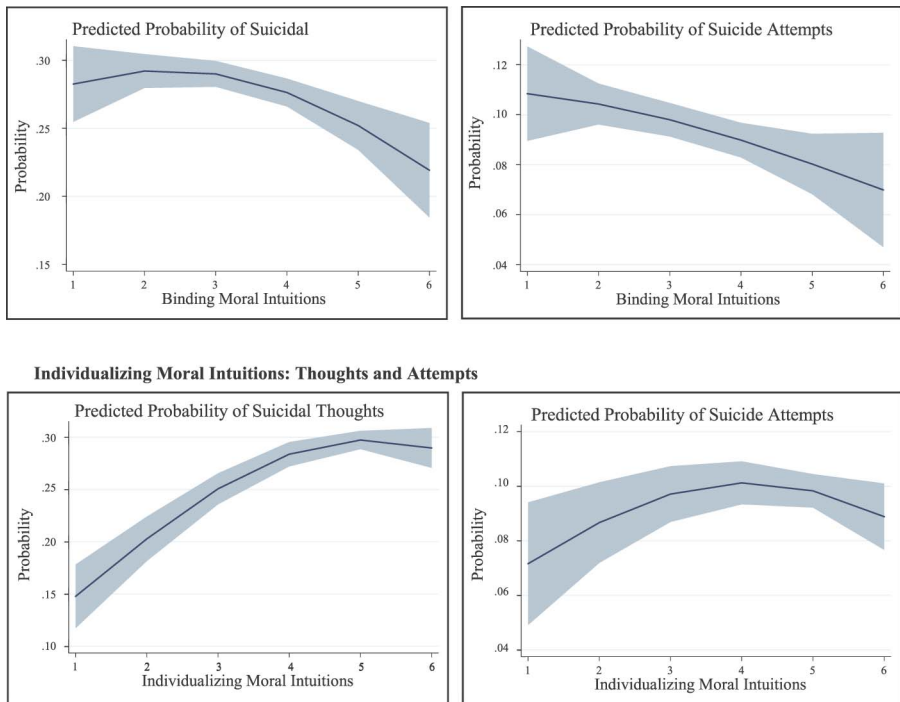 Predicted Probability of Suicidal
.30
.25
.20
.15
Probability
1 2 3 4 5 6
Binding Moral Intuitions
Predicted Probability of Suicide Attempts
.12
.10
.08
.06
.04
Probability
1 2 3 4 5 6
Binding Moral Intuitions
Individualizing Moral Intuitions: Thoughts and Attempts
Predicted Probability of Suicidal Thoughts
.30
.25
.20
.15
.10
Probability
1 2 3 4 5 6
Individualizing Moral Intuitions
Predicted Probability of Suicide Attempts
.12
.10
.08
.06
.04
Probability
1 2 3 4 5 6
Individualizing Moral Intuitions